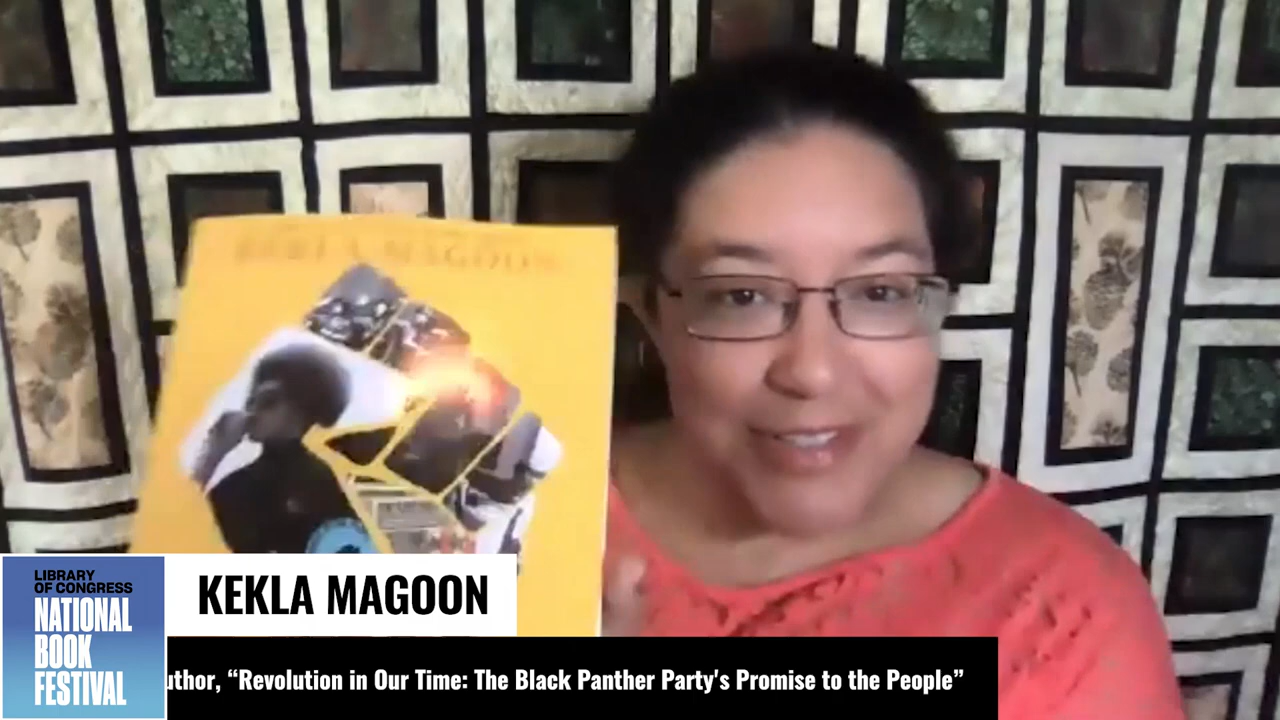 KEKLA MAGOON
LIBRARY
OF CONGRESS
NATIONAL
BOOK
FESTIVAL
KEKLA MAGOON
uthor, “Revolution in Our Time: The Black Panther Party's Promise to the People”